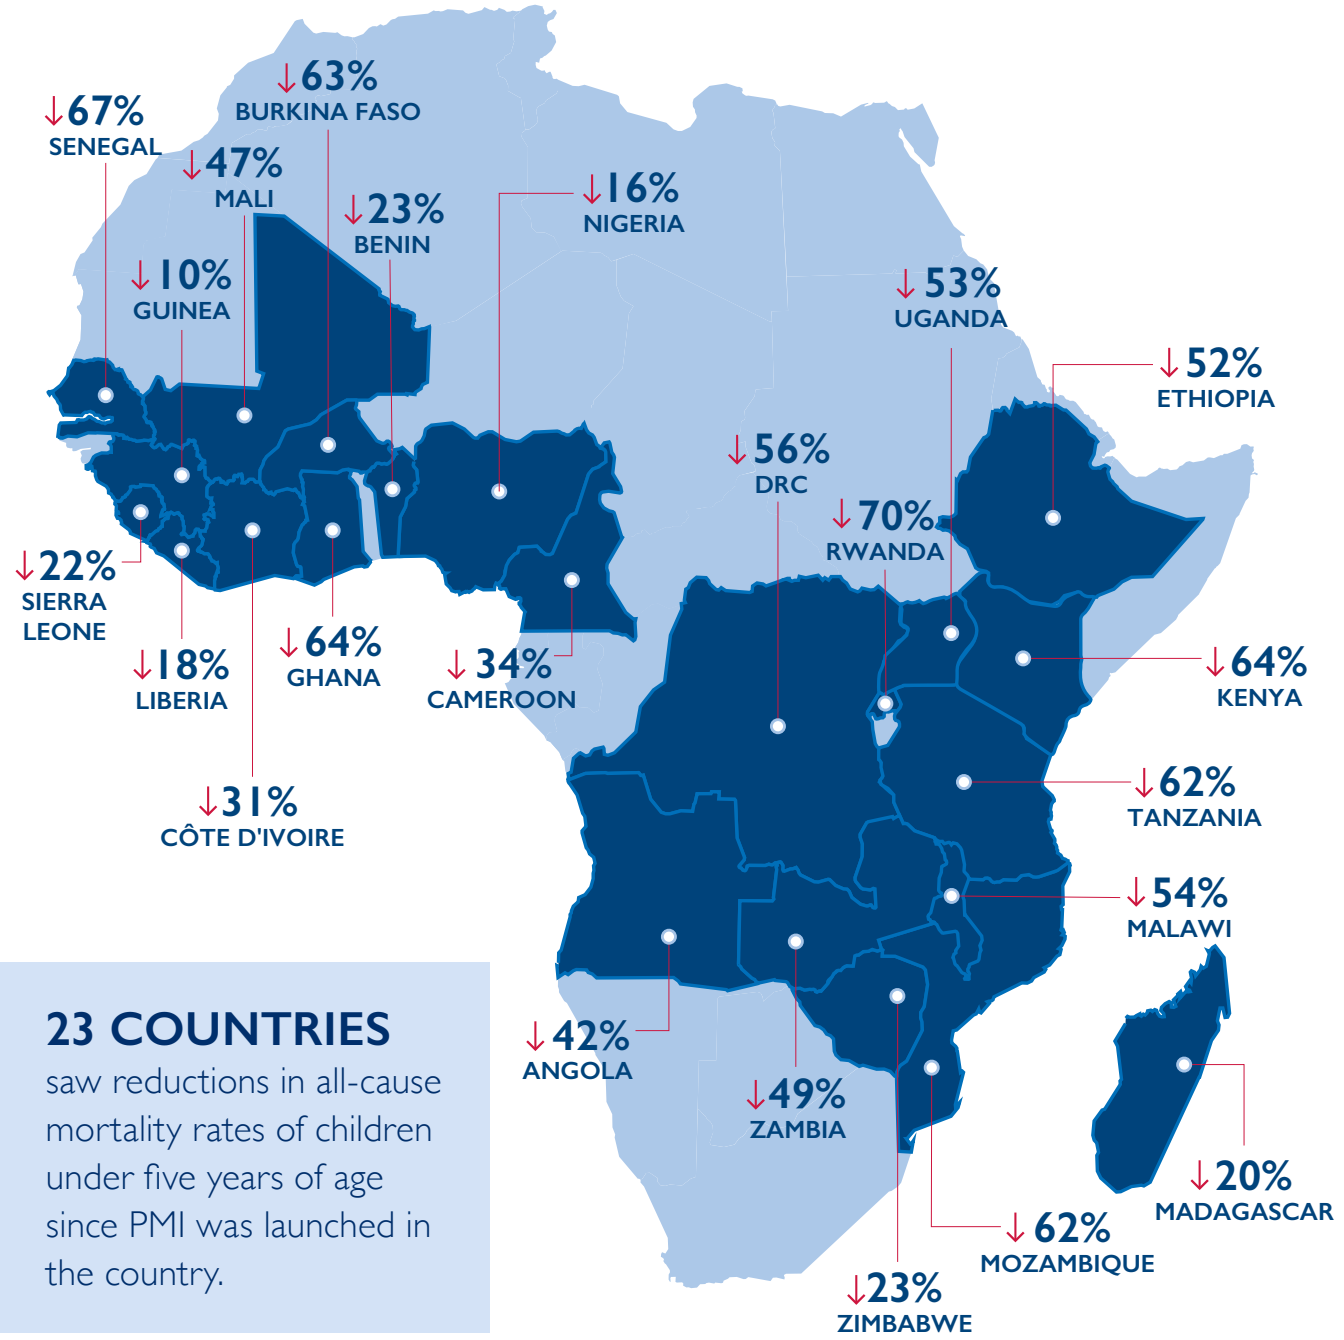 ↓63%
BURKINA FASO
↓67%
SENEGAL
↓47%
MALI
↓16%
NIGERIA
↓23%
BENIN
↓10%
GUINEA
↓53%
UGANDA
↓52%
ETHIOPIA
↓56%
DRC
↓70%
RWANDA
↓22%
SIERRA
LEONE
↓64%
GHANA
↓18%
LIBERIA
↓34%
CAMEROON
↓64%
KENYA
↓62%
TANZANIA
↓31%
CÔTE D'IVOIRE
↓54%
MALAWI
↓42%
ANGOLA
↓49%
ZAMBIA
↓20%
MADAGASCAR
↓62%
MOZAMBIQUE
↓23%
ZIMBABWE
23 COUNTRIES
saw reductions in all-cause
mortality rates of children
under five years of age
since PMI was launched in
the country.